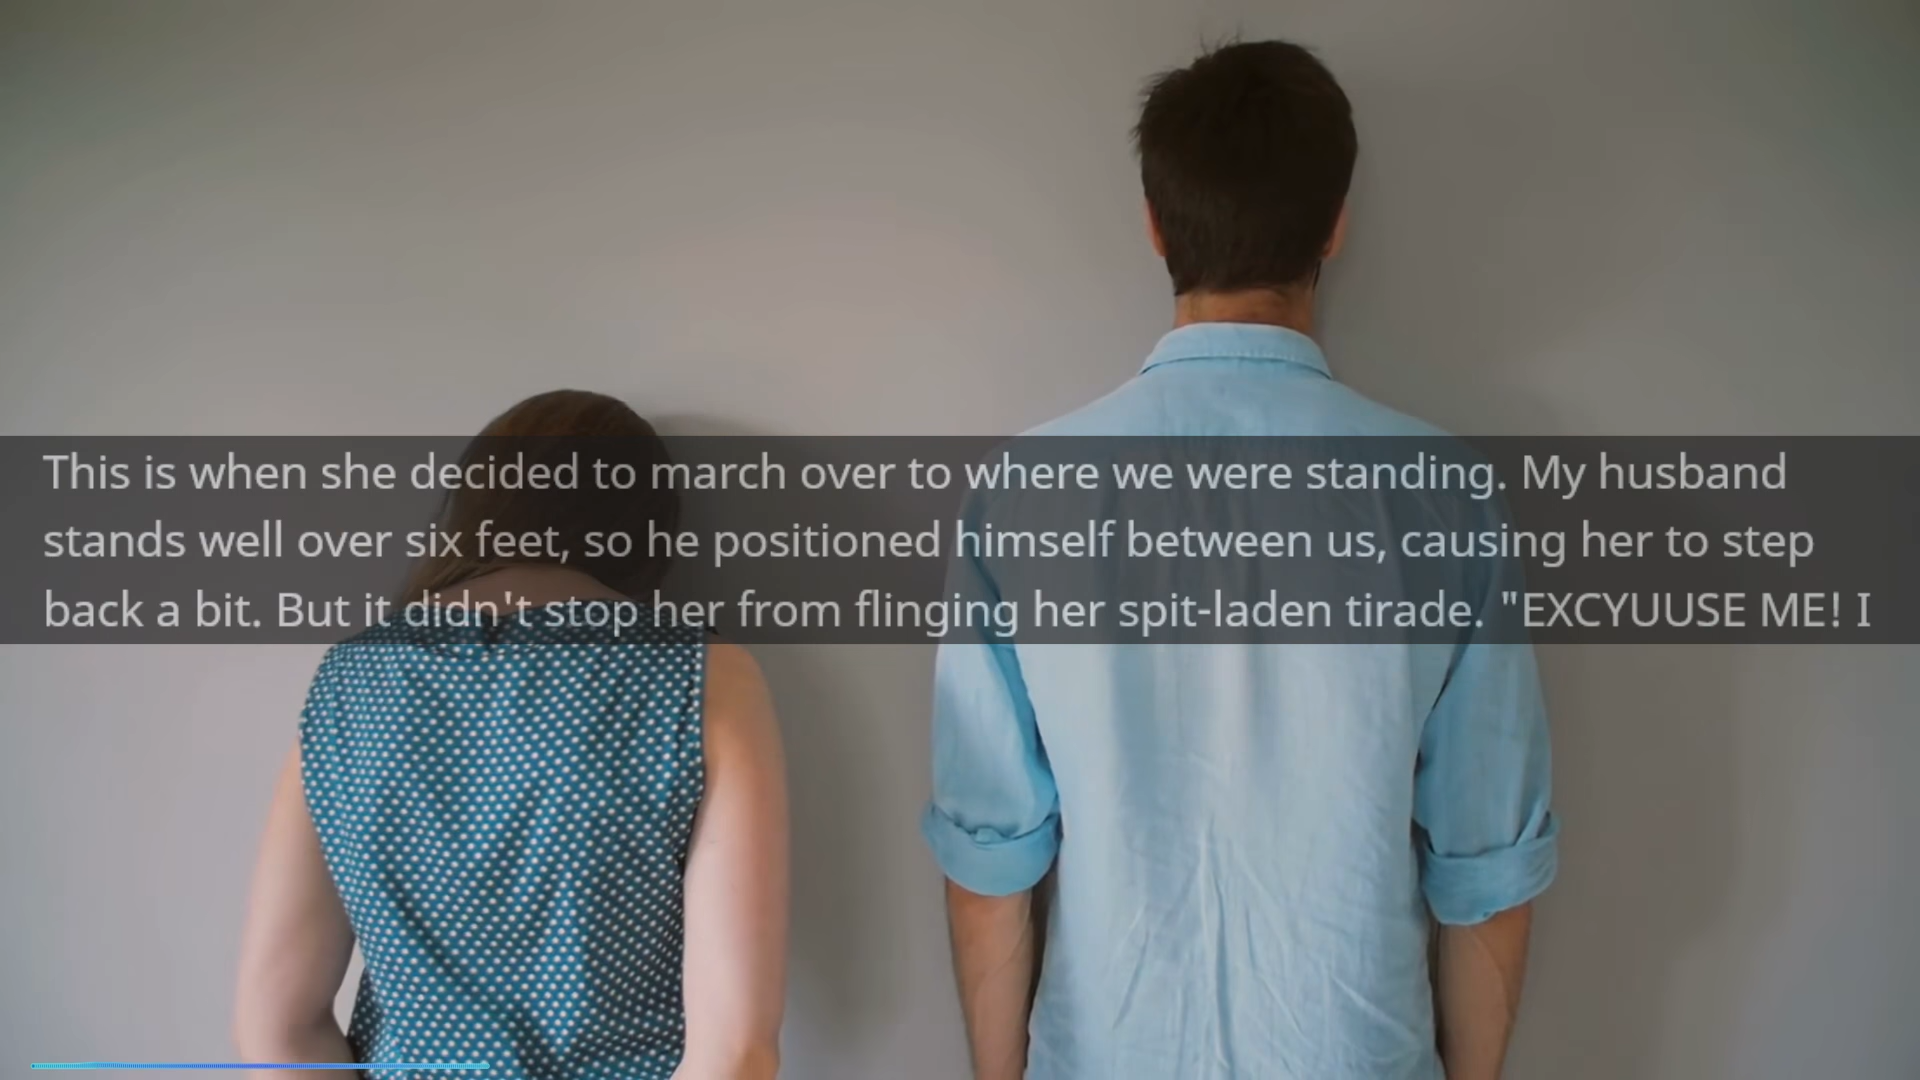 This is when she decided to march over to where we were standing. My husband
stands well over six feet, so he positioned himself between us, causing her to step
back a bit. But it didn't stop her from flinging her spit-laden tirade. "EXCYUUSE ME! I